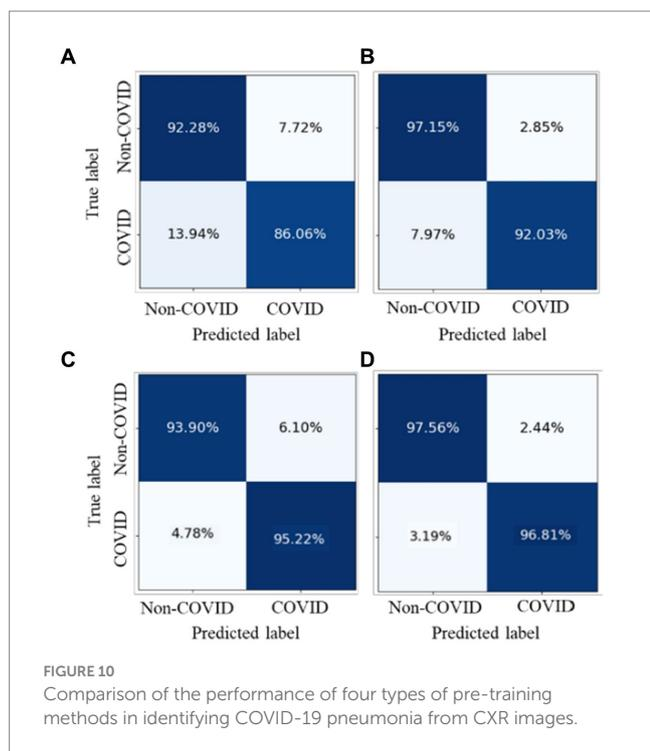 A
B
Non-COVID
92.28%
7.72%
97.15%
2.85%
True label
COVID
13.94%
86.06%
7.97%
92.03%
Non-COVID
COVID
Non-COVID
COVID
Predicted label
Predicted label
C
D
Non-COVID
93.90%
6.10%
97.56%
2.44%
True label
COVID
4.78%
95.22%
3.19%
96.81%
Non-COVID
COVID
Non-COVID
COVID
Predicted label
Predicted label
FIGURE 10
Comparison of the performance of four types of pre-training
methods in identifying COVID-19 pneumonia from CXR images.